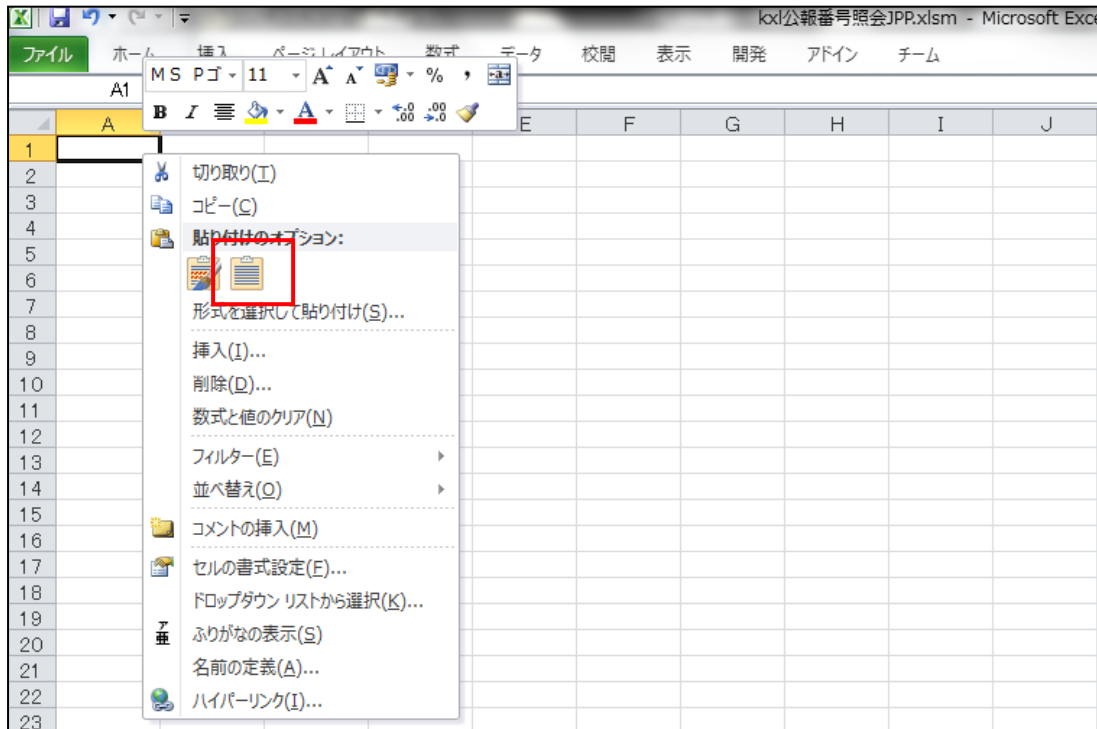 kxl公報番号照会JPP.xlsm - Microsoft Exce
ファイル ホーム 挿入 ページ レイアウト 数式 データ 校閲 表示 開発 アドイン チーム
MS Pゴ 11 A A % ,
A1
B I A .00 .00
A E F G H I J
1
2 切り取り(T)
3 コピー(C)
4 貼り付けのオプション:
5
6
7 形式を選択して貼り付け(S)...
8
9 挿入(I)...
10 削除(D)...
11 数式と値のクリア(N)
12
13 フィルター(E)
14 並べ替え(O)
15
16 コメントの挿入(M)
17 セルの書式設定(F)...
18 ドロップダウン リストから選択(K)...
19
20 ふりがなの表示(S)
21 名前の定義(A)...
22 ハイパーリンク(I)...
23